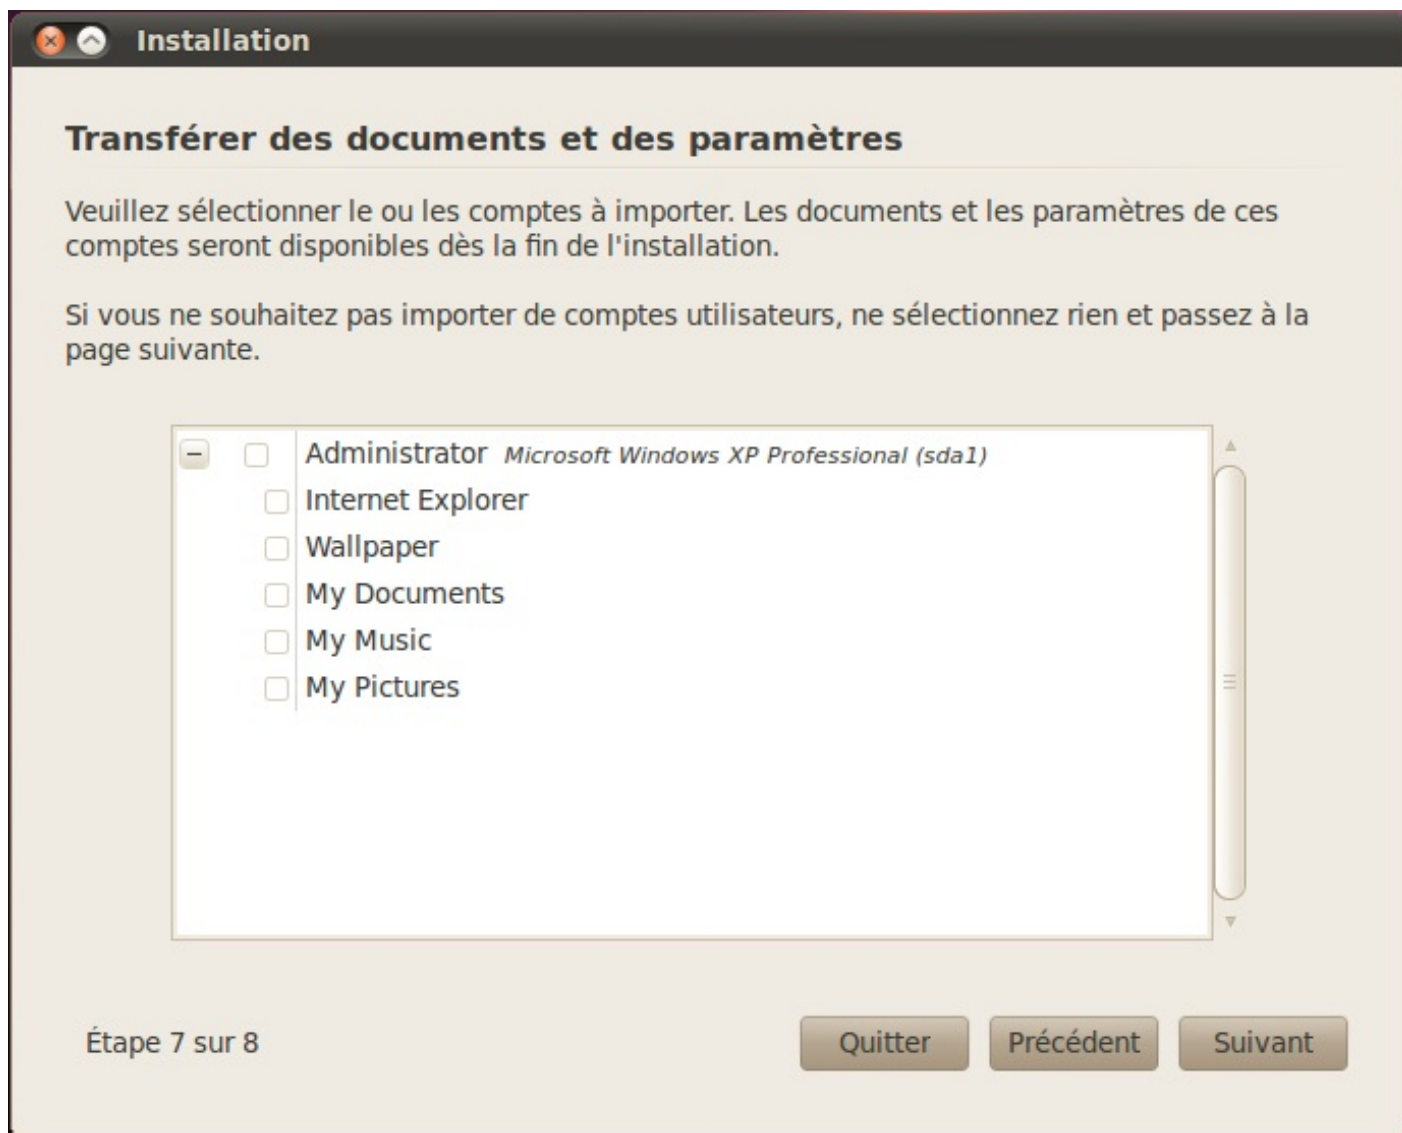 Installation
Transférer des documents et des paramètres
Veuillez sélectionner le ou les comptes à importer. Les documents et les paramètres de ces
comptes seront disponibles dès la fin de l'installation.
Si vous ne souhaitez pas importer de comptes utilisateurs, ne sélectionnez rien et passez à la
page suivante.
Administrator Microsoft Windows XP Professional (sda1)
Internet Explorer
Wallpaper
My Documents
My Music
My Pictures
Étape 7 sur 8 Quitter Précédent Suivant